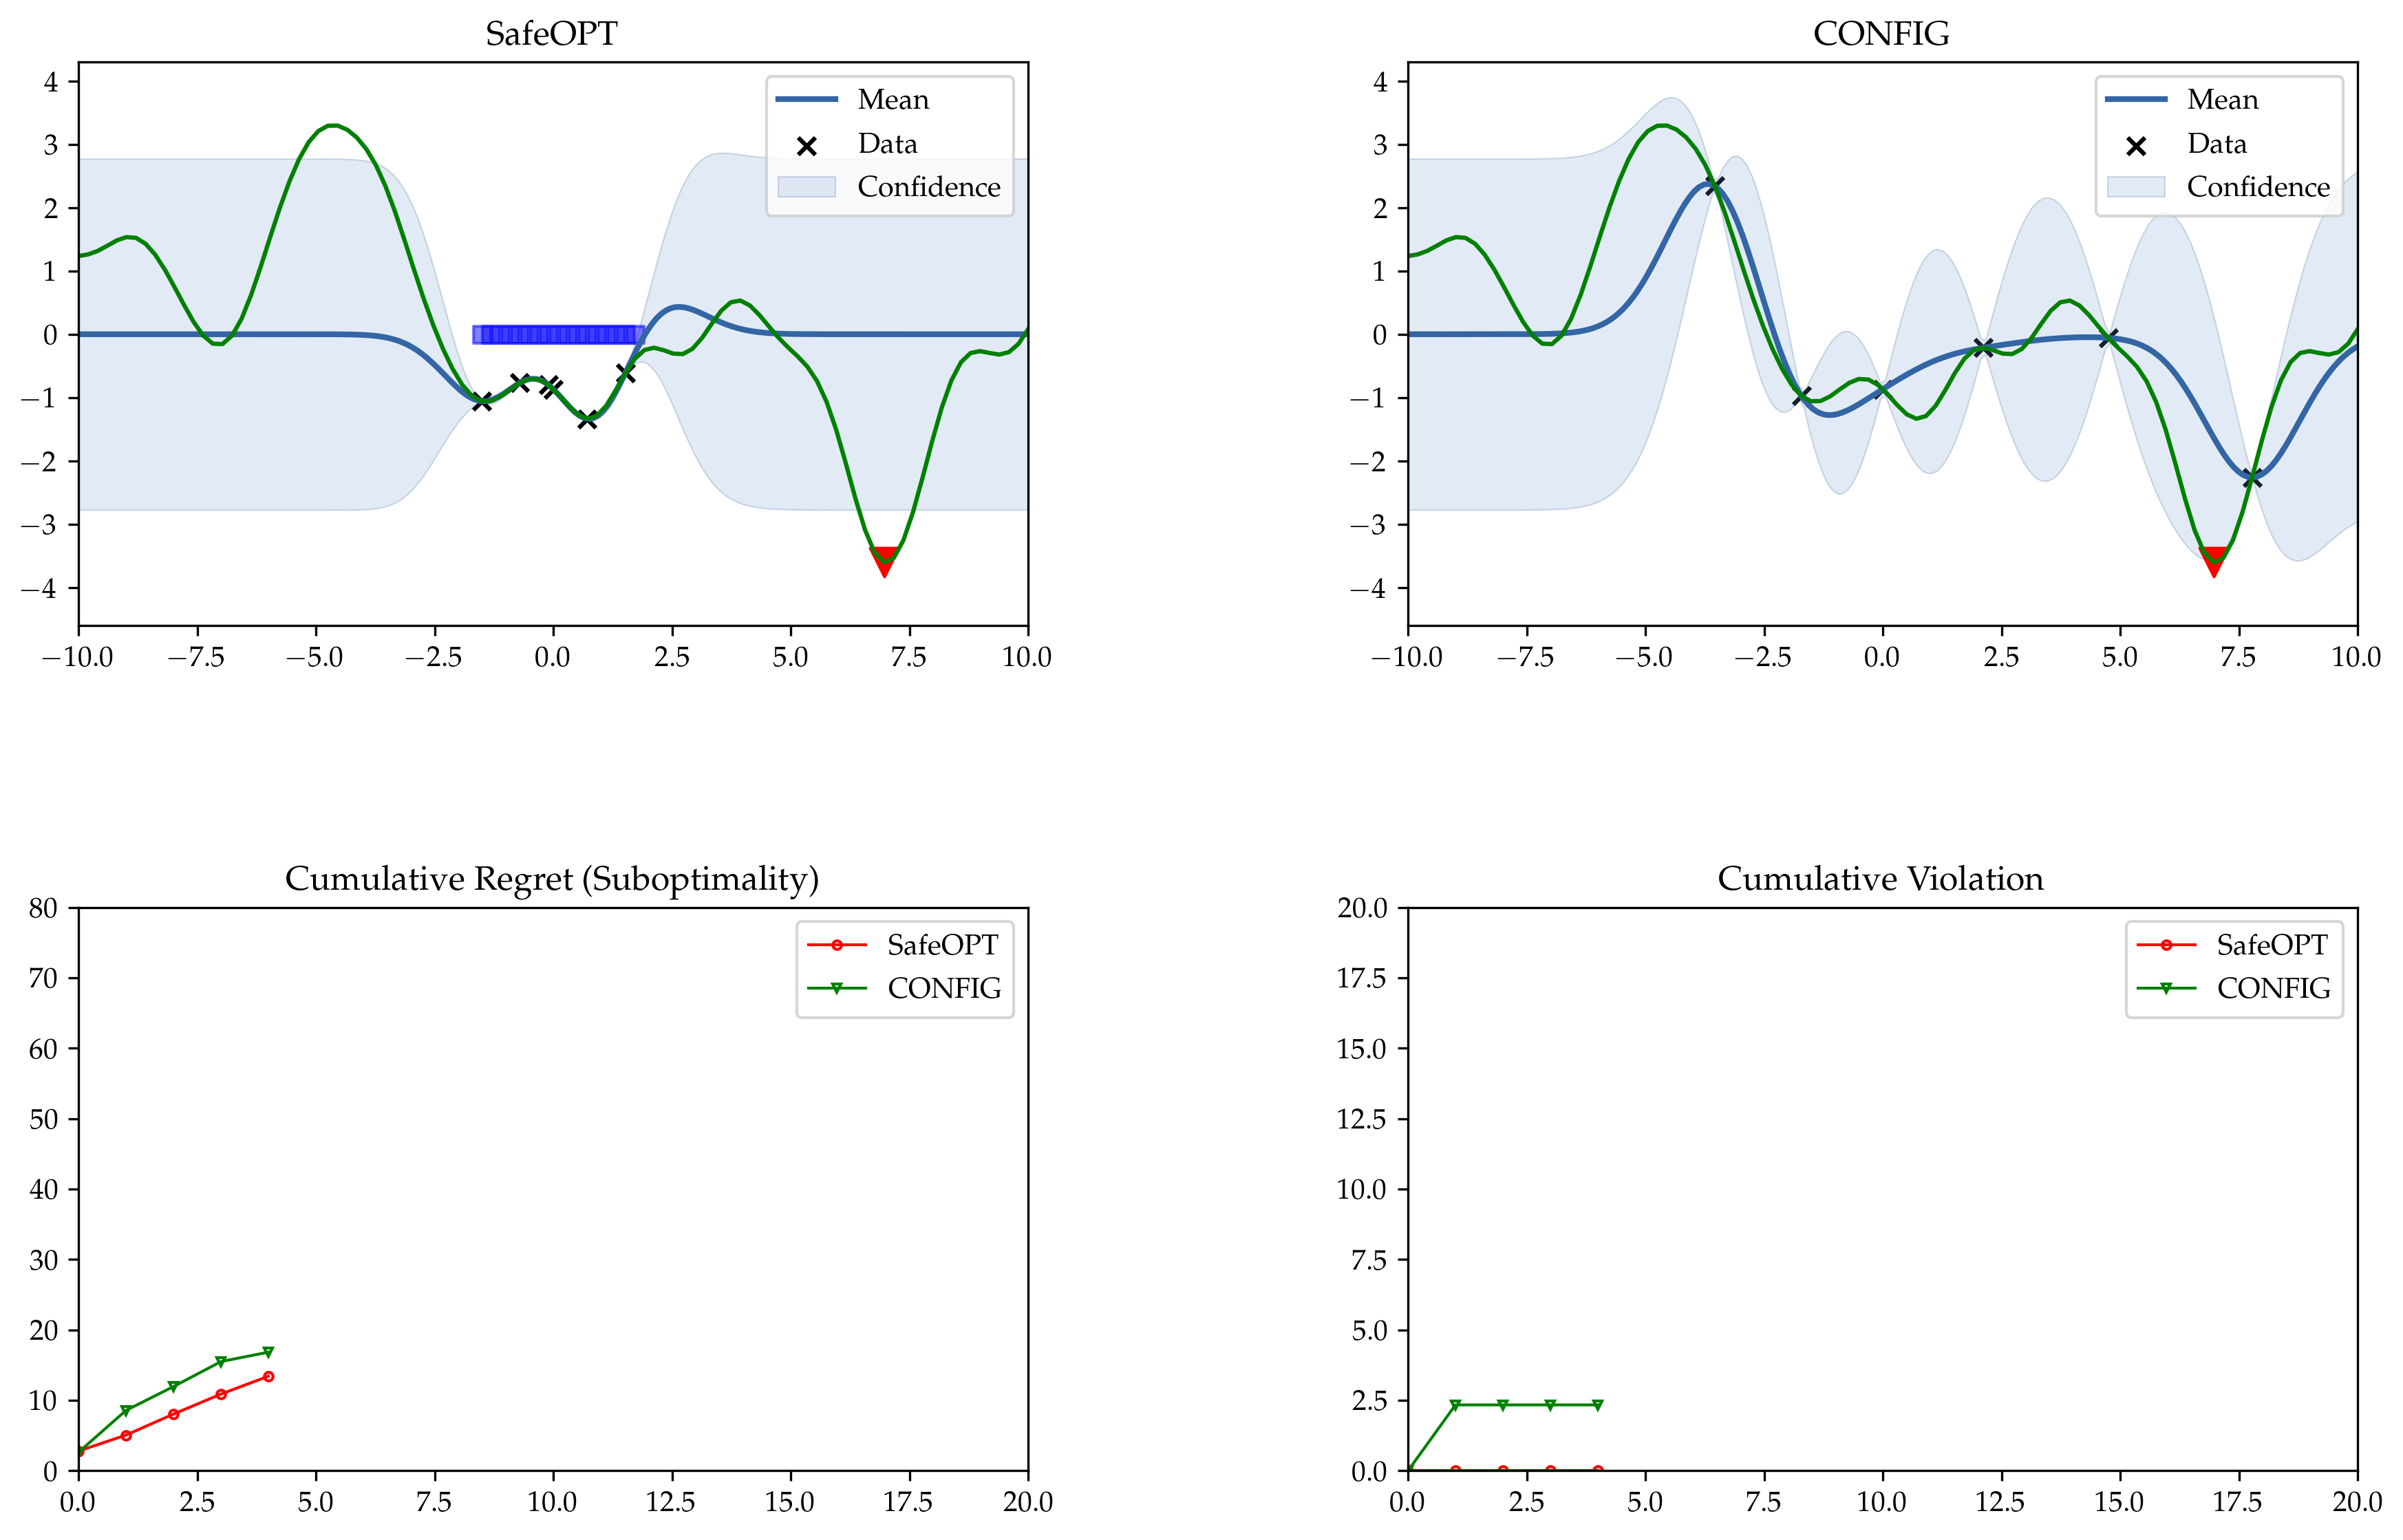 SafeOPT
4
3
2
1
0
−1
−2
−3
−4
−10.0 −7.5 −5.0 −2.5 0.0 2.5 5.0 7.5 10.0
Mean
Data
Confidence
CONFIG
4
3
2
1
0
−1
−2
−3
−4
−10.0 −7.5 −5.0 −2.5 0.0 2.5 5.0 7.5 10.0
Mean
Data
Confidence
Cumulative Regret (Suboptimality)
80
70
60
50
40
30
20
10
0
0.0 2.5 5.0 7.5 10.0 12.5 15.0 17.5 20.0
SafeOPT
CONFIG
Cumulative Violation
20.0
17.5
15.0
12.5
10.0
7.5
5.0
2.5
0.0
0.0 2.5 5.0 7.5 10.0 12.5 15.0 17.5 20.0
SafeOPT
CONFIG